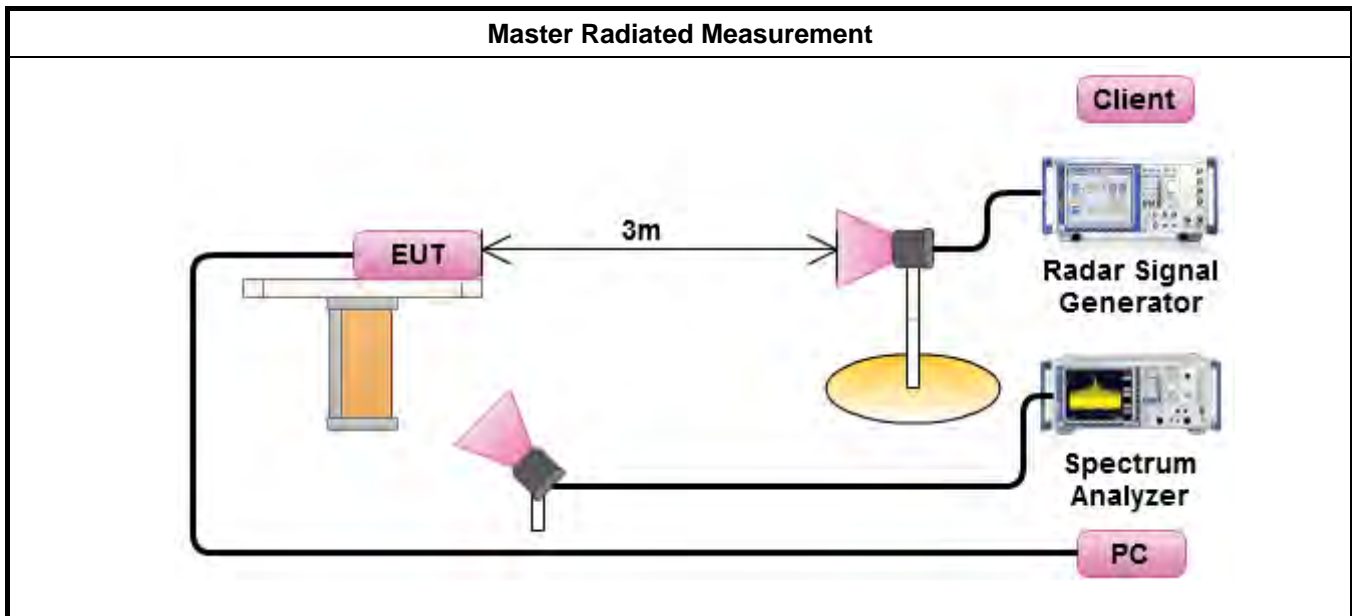 Master Radiated Measurement
Client
EUT
3m
Radar Signal
Generator
Spectrum
Analyzer
PC